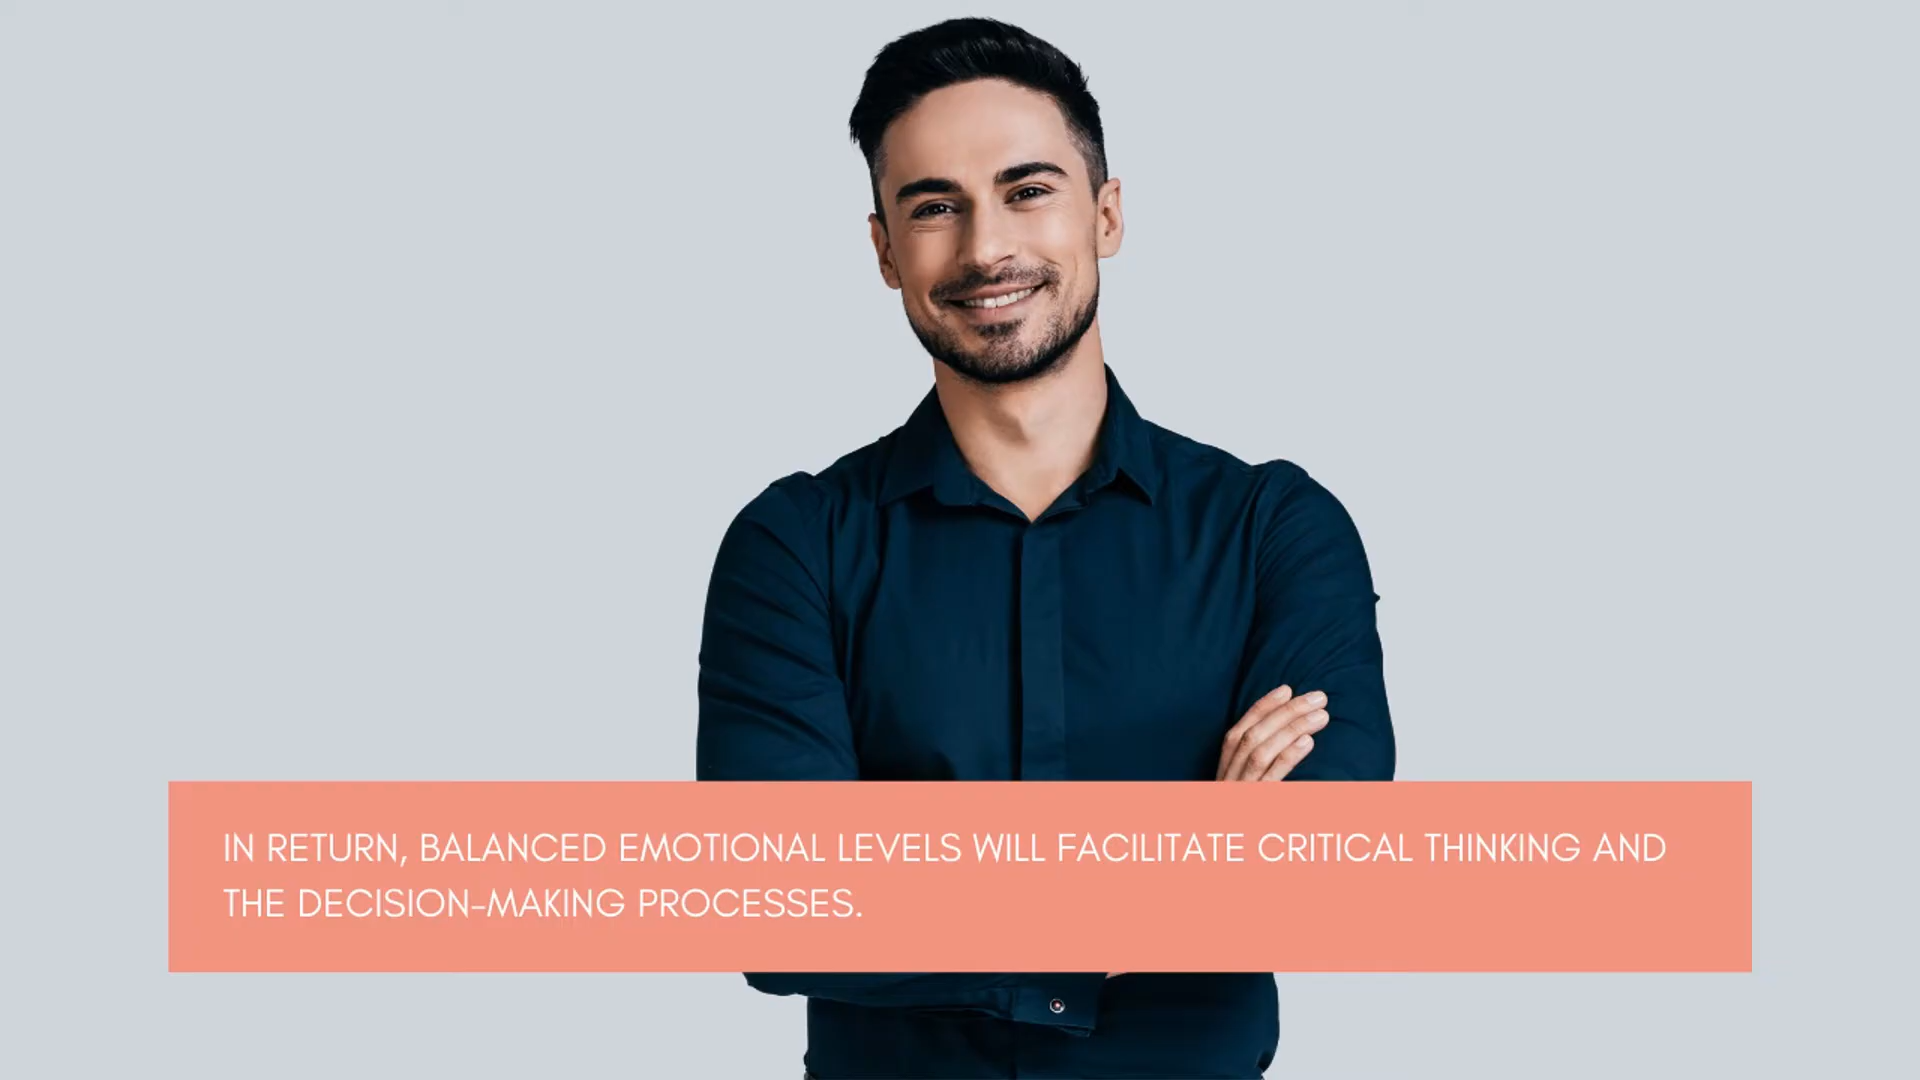 IN RETURN, BALANCED EMOTIONAL LEVELS WILL FACILITATE CRITICAL THINKING AND
THE DECISION-MAKING PROCESSES.